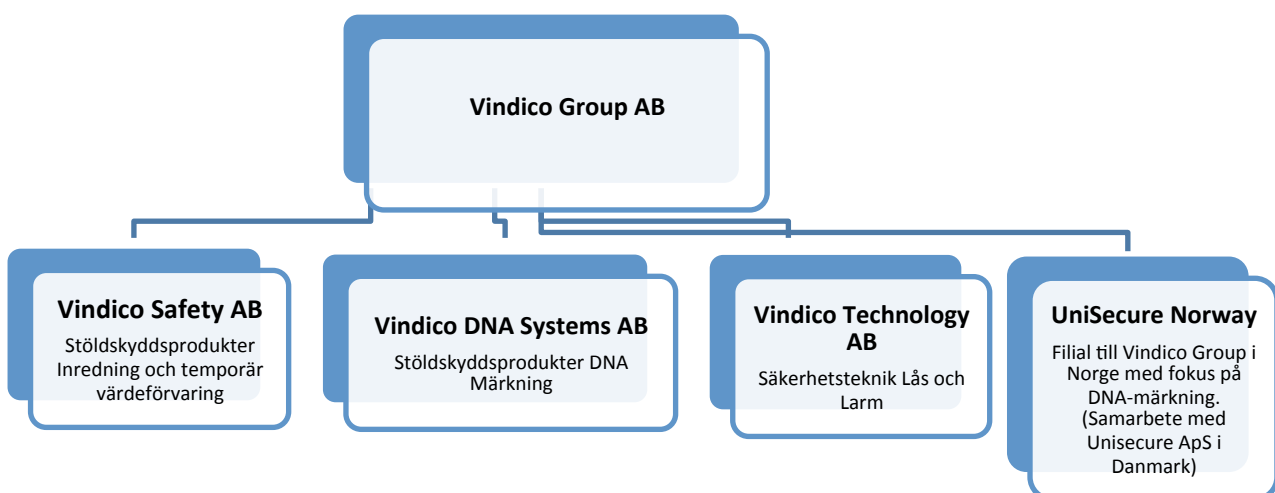 Vindico Group AB
Vindico Safety AB
Stöldskyddsprodukter
Inredning och temporär
värdeförvaring
Vindico DNA Systems AB
Stöldskyddsprodukter DNA
Märkning
Vindico Technology
AB
Säkerhetsteknik Lås och
Larm
UniSecure Norway
Filial till Vindico Group i
Norge med fokus på
DNA-märkning.
(Samarbete med
Unisecure ApS i
Danmark)